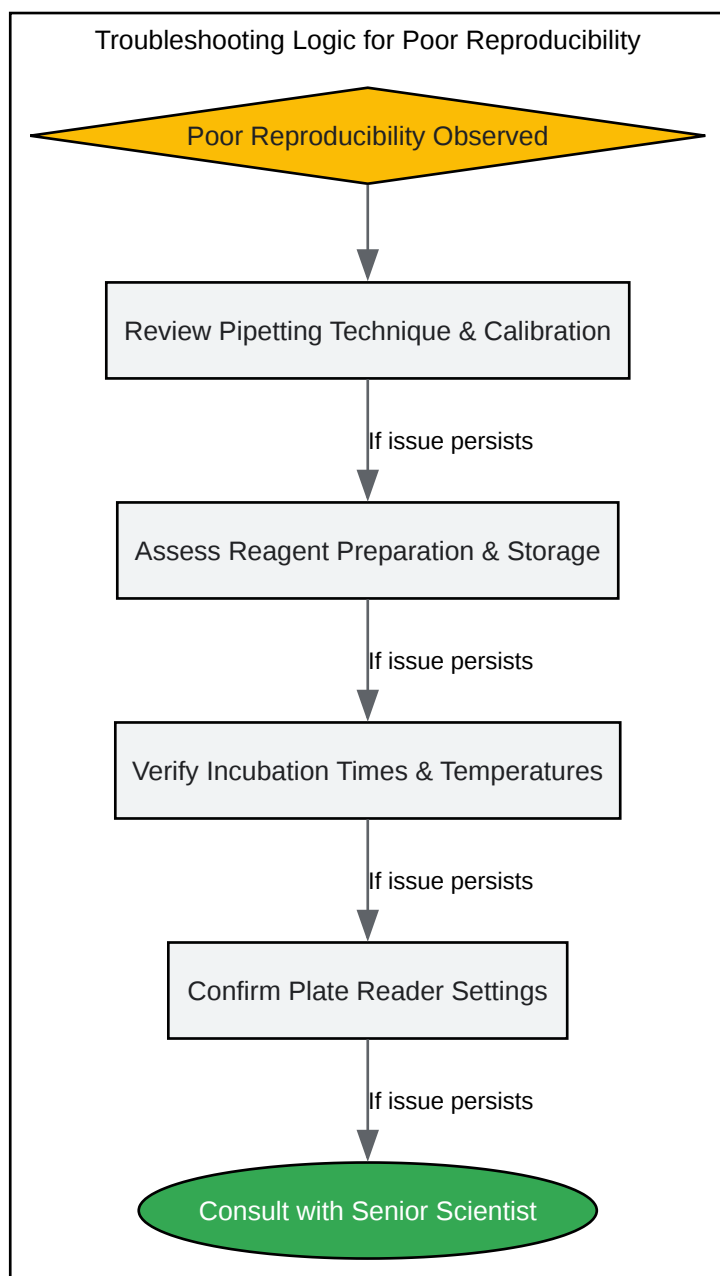 Troubleshooting Logic for Poor Reproducibility
Poor Reproducibility Observed
Review Pipetting Technique & Calibration
If issue persists
Assess Reagent Preparation & Storage
If issue persists
Verify Incubation Times & Temperatures
If issue persists
Confirm Plate Reader Settings
If issue persists
Consult with Senior Scientist